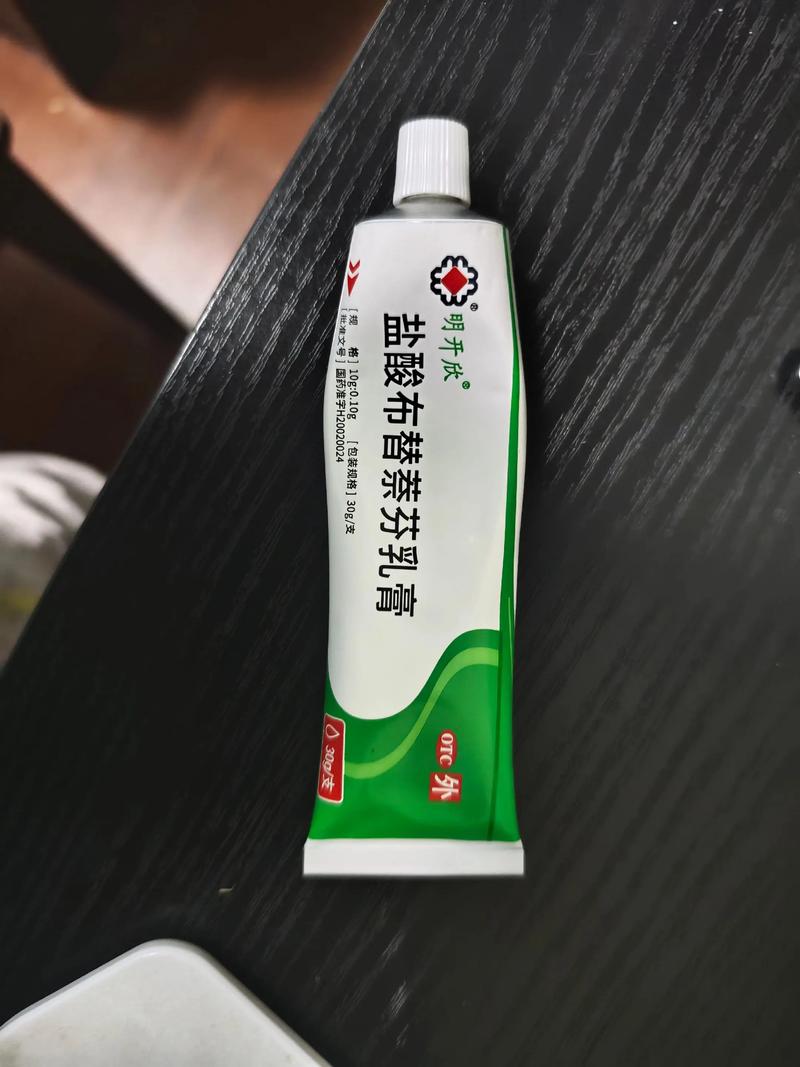 明开欣®
盐酸布替萘芬乳膏
[规 格] 10g:0.10g [包装规格] 30g/支
[批准文号] 国药准字H20020024
OTC
外
30g/支